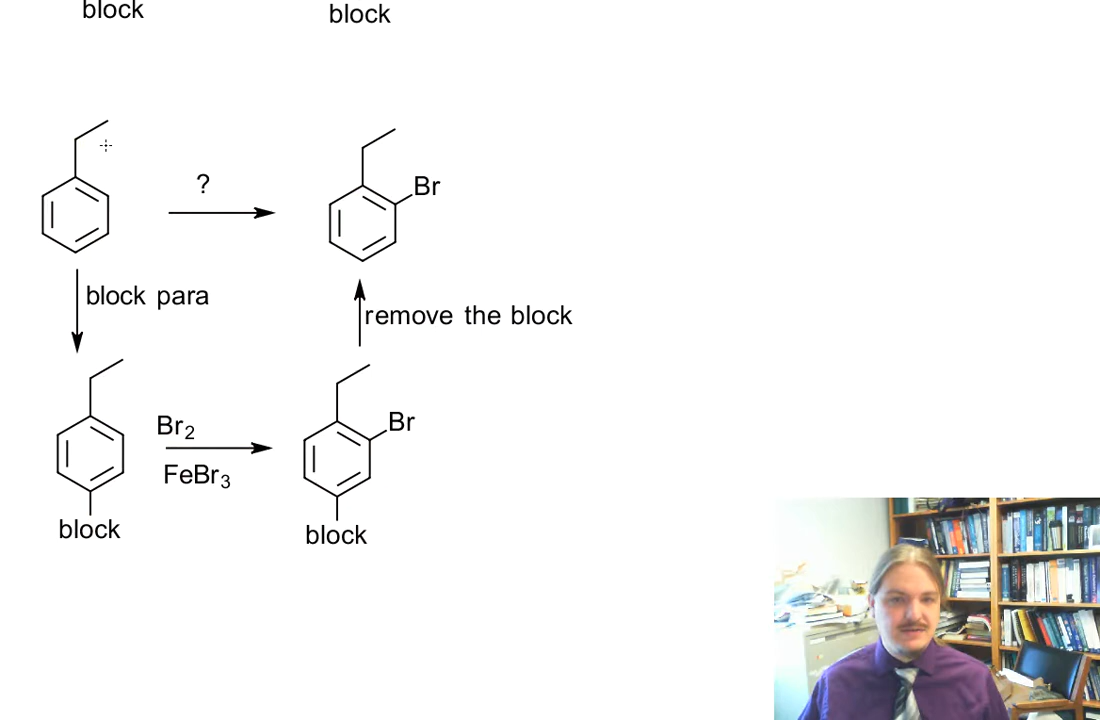 block
block
?
Br
block para
remove the block
Br2
FeBr3
Br
block
block